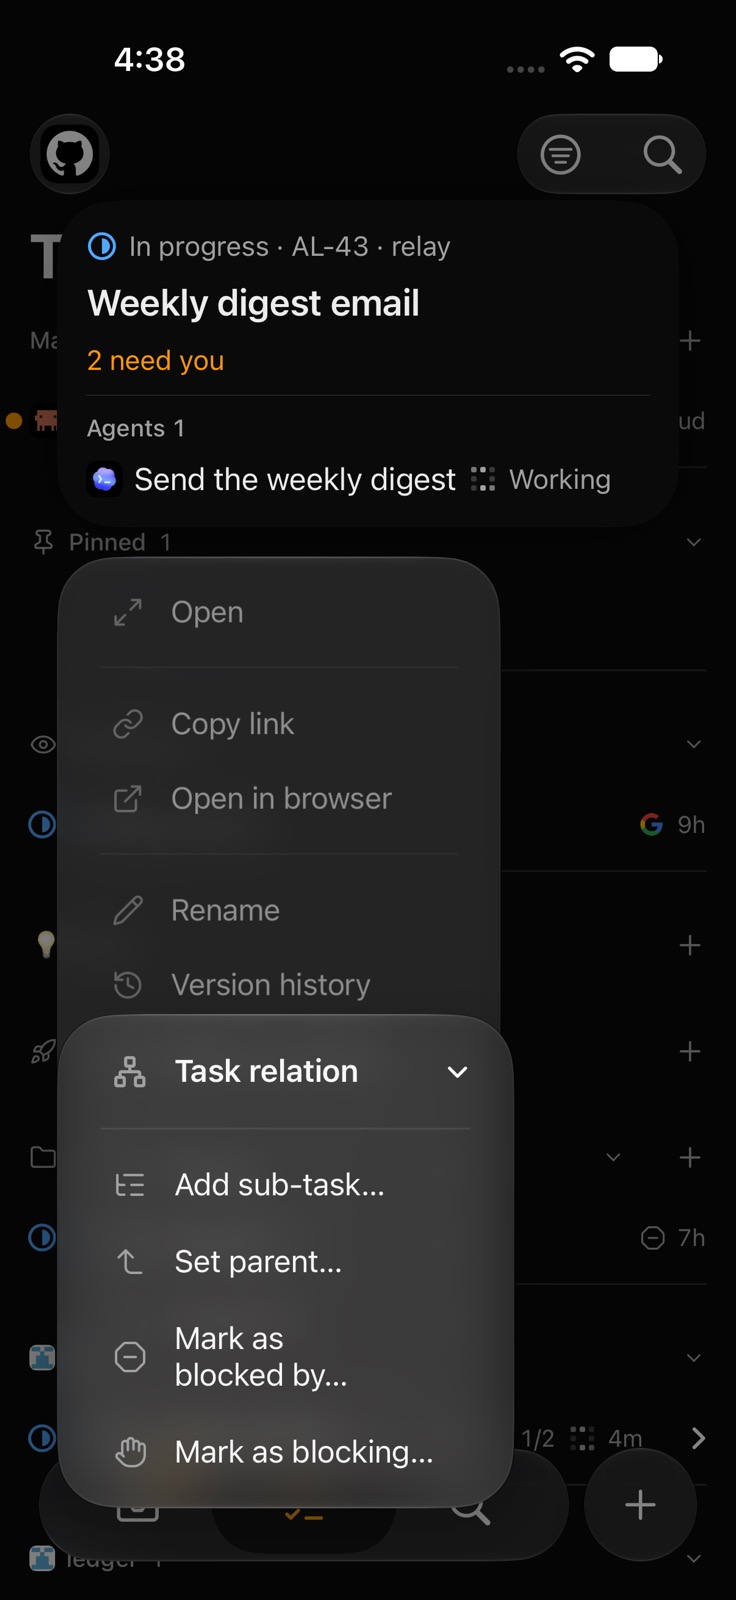 4:38
In progress · AL-43 · relay
Weekly digest email
2 need you
Agents 1
Send the weekly digest Working
Pinned 1
Open
Copy link
Open in browser
9h
Rename
Version history
Task relation
Add sub-task...
7h
Set parent...
Mark as
blocked by...
1/2 4m
Mark as blocking...